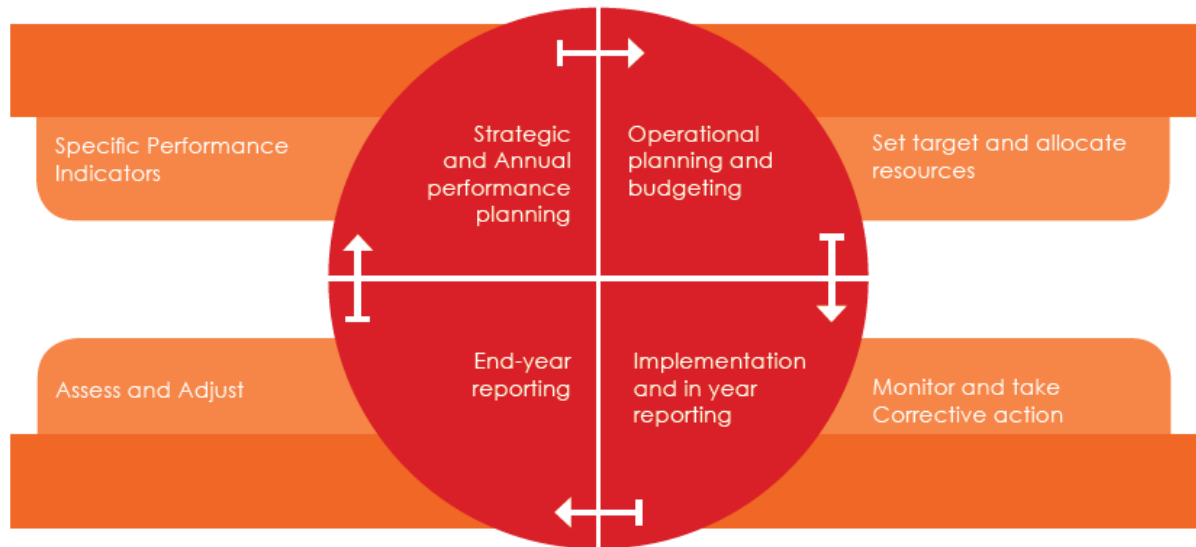 Specific Performance
Indicators
Strategic
and Annual
performance
planning
Operational
planning and
budgeting
Set target and allocate
resources
Assess and Adjust
End-year
reporting
Implementation
and in year
reporting
Monitor and take
Corrective action